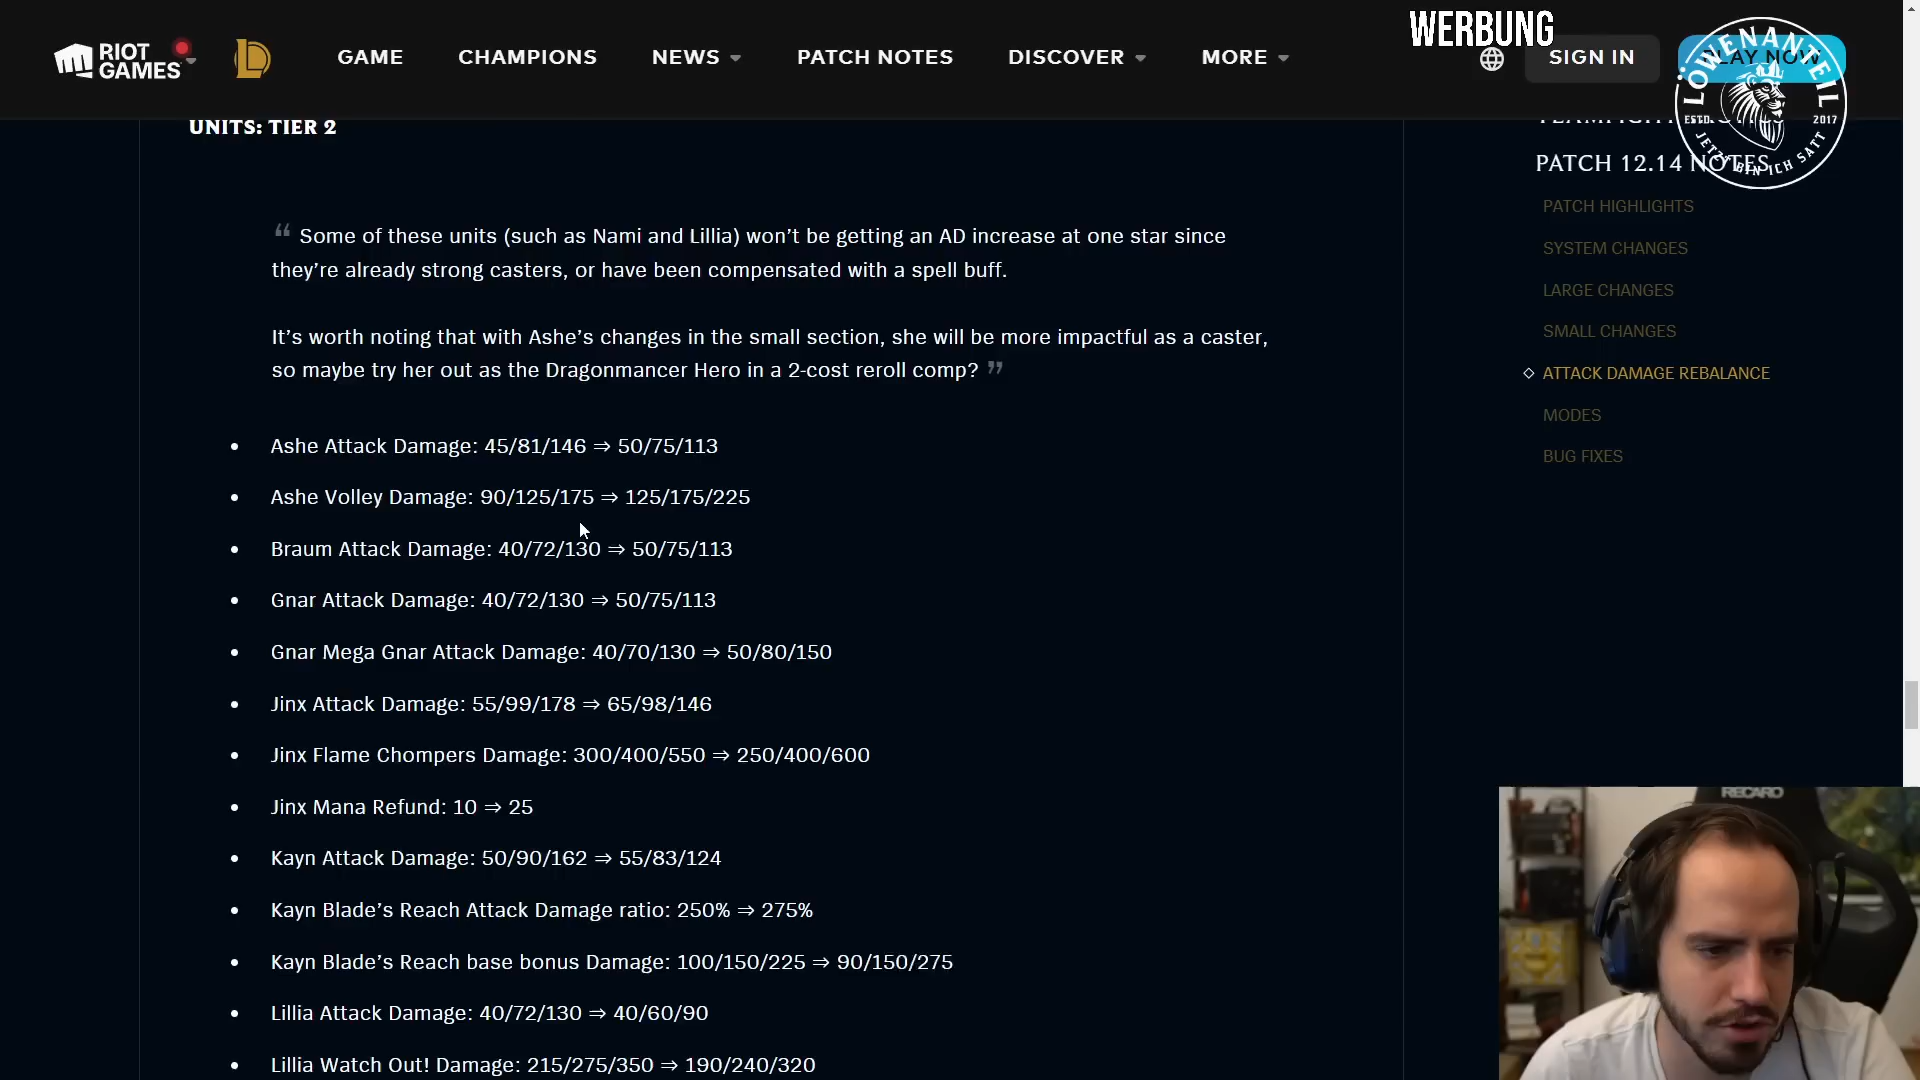 WERBUNG
RIOT GAMES
GAME
CHAMPIONS
NEWS
PATCH NOTES
DISCOVER
MORE
SIGN IN
PLAY NOW
LÖWENANTEIL
ESTD. 2017
JETZT BIN ICH SATT
UNITS: TIER 2
“ Some of these units (such as Nami and Lillia) won’t be getting an AD increase at one star since
they’re already strong casters, or have been compensated with a spell buff.
It’s worth noting that with Ashe’s changes in the small section, she will be more impactful as a caster,
so maybe try her out as the Dragonmancer Hero in a 2-cost reroll comp? ”
• Ashe Attack Damage: 45/81/146 ⇒ 50/75/113
• Ashe Volley Damage: 90/125/175 ⇒ 125/175/225
• Braum Attack Damage: 40/72/130 ⇒ 50/75/113
• Gnar Attack Damage: 40/72/130 ⇒ 50/75/113
• Gnar Mega Gnar Attack Damage: 40/70/130 ⇒ 50/80/150
• Jinx Attack Damage: 55/99/178 ⇒ 65/98/146
• Jinx Flame Chompers Damage: 300/400/550 ⇒ 250/400/600
• Jinx Mana Refund: 10 ⇒ 25
• Kayn Attack Damage: 50/90/162 ⇒ 55/83/124
• Kayn Blade’s Reach Attack Damage ratio: 250% ⇒ 275%
• Kayn Blade’s Reach base bonus Damage: 100/150/225 ⇒ 90/150/275
• Lillia Attack Damage: 40/72/130 ⇒ 40/60/90
• Lillia Watch Out! Damage: 215/275/350 ⇒ 190/240/320
PATCH 12.14 NOTES
PATCH HIGHLIGHTS
SYSTEM CHANGES
LARGE CHANGES
SMALL CHANGES
ATTACK DAMAGE REBALANCE
MODES
BUG FIXES
RECARO